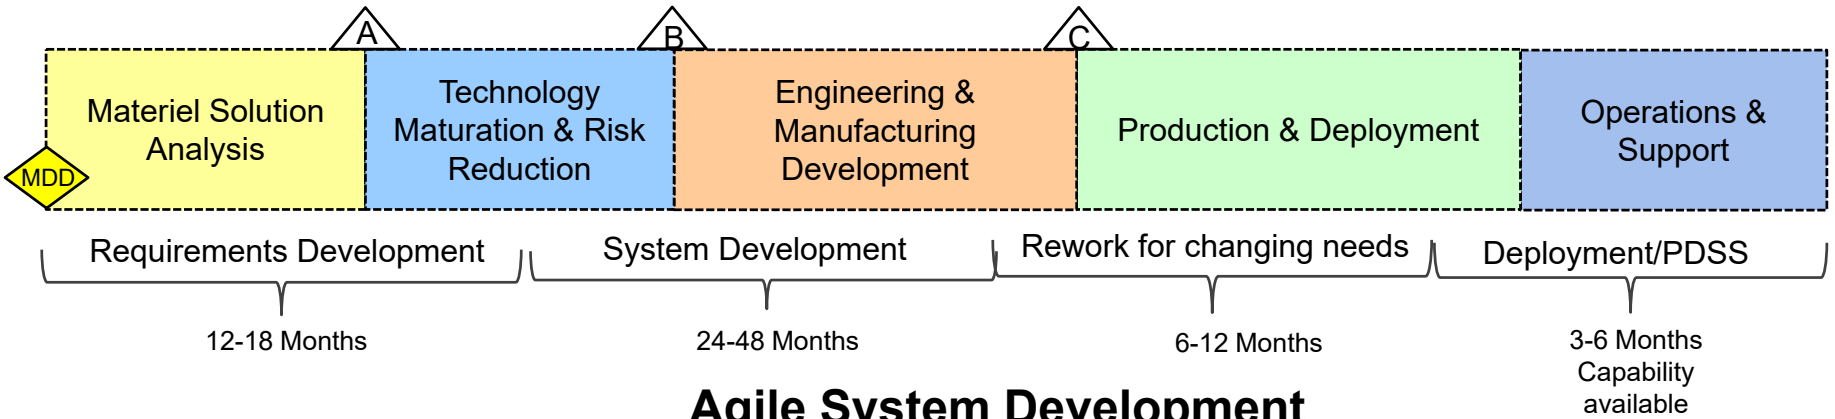 A
B
C
Materiel Solution
Analysis
Technology
Maturation & Risk
Reduction
Engineering &
Manufacturing
Development
Production & Deployment
Operations &
Support
MDD
Requirements Development
System Development
Rework for changing needs
Deployment/PDSS
12-18 Months
24-48 Months
6-12 Months
3-6 Months
Capability
available
Agile System Development